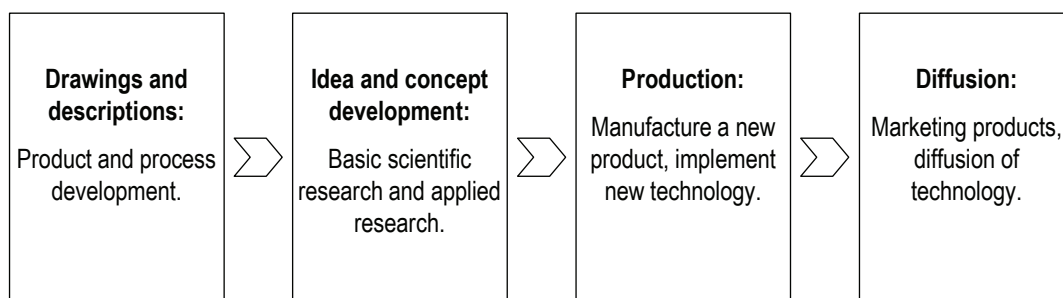 Drawings and
descriptions:
Product and process
development.
Idea and concept
development:
Basic scientific
research and applied
research.
Production:
Manufacture a new
product, implement
new technology.
Diffusion:
Marketing products,
diffusion of
technology.